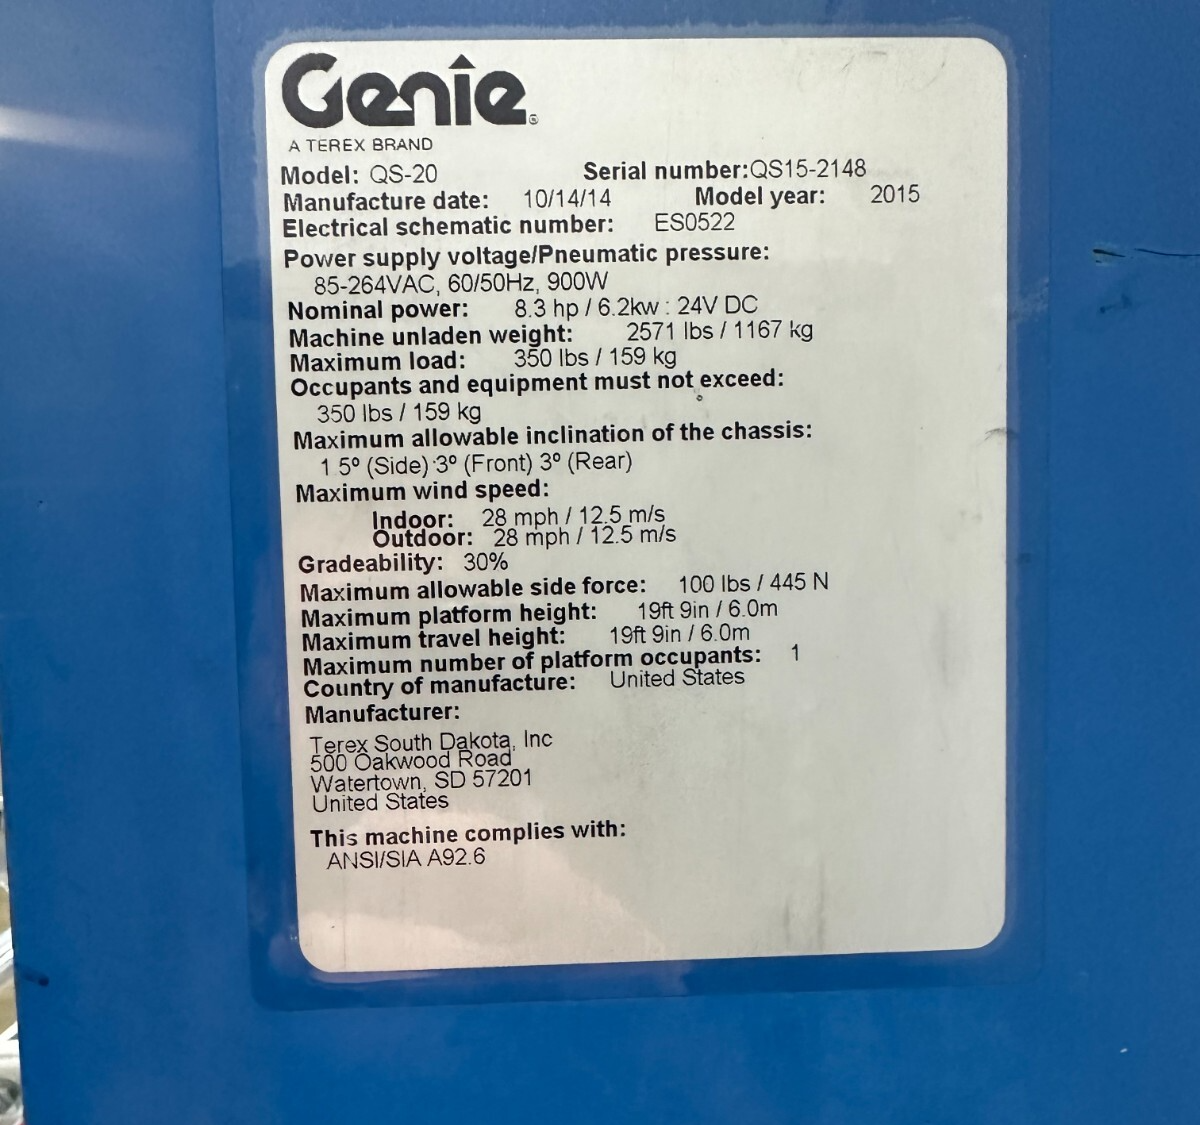 Genie®
A TEREX BRAND
Model: QS-20 Serial number:QS15-2148
Manufacture date: 10/14/14 Model year: 2015
Electrical schematic number: ES0522
Power supply voltage/Pneumatic pressure:
85-264VAC, 60/50Hz, 900W
Nominal power: 8.3 hp / 6.2kw : 24V DC
Machine unladen weight: 2571 lbs / 1167 kg
Maximum load: 350 lbs / 159 kg
Occupants and equipment must not exceed:
350 lbs / 159 kg
Maximum allowable inclination of the chassis:
1.5º (Side) 3º (Front) 3º (Rear)
Maximum wind speed:
Indoor: 28 mph / 12.5 m/s
Outdoor: 28 mph / 12.5 m/s
Gradeability: 30%
Maximum allowable side force: 100 lbs / 445 N
Maximum platform height: 19ft 9in / 6.0m
Maximum travel height: 19ft 9in / 6.0m
Maximum number of platform occupants: 1
Country of manufacture: United States
Manufacturer:
Terex South Dakota, Inc
500 Oakwood Road
Watertown, SD 57201
United States
This machine complies with:
ANSI/SIA A92.6